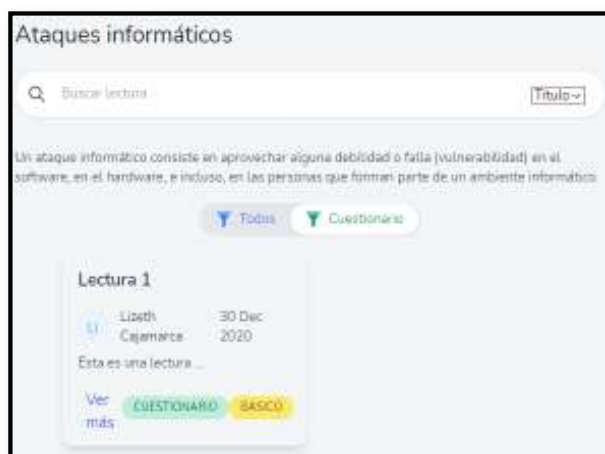 Ataques informáticos
Buscar lectura
Título
Un ataque informático consiste en aprovechar alguna debilidad o falla (vulnerabilidad) en el
software, en el hardware, e incluso, en las personas que forman parte de un ambiente informático.
Todos
Cuestionario
Lectura 1
LI
Lizeth
Cajamarca
30 Dec
2020
Esta es una lectura ...
Ver
más
CUESTIONARIO
BASICO